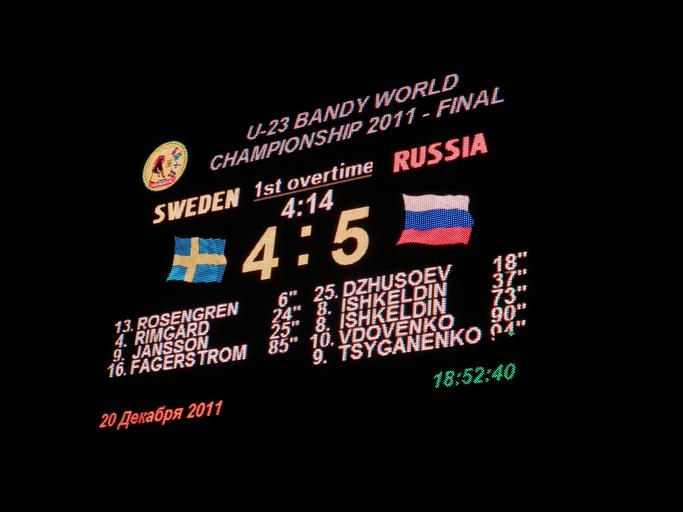 U-23 BANDY WORLD
CHAMPIONSHIP 2011 - FINAL
SWEDEN 1st overtime RUSSIA
4:14
4 : 5
13. ROSENGREN 6"
4. RIMGARD 24"
9. JANSSON 25"
16. FAGERSTROM 85"
25. DZHUSOEV 18"
8. ISHKELDIN 37"
8. ISHKELDIN 73"
10. VDOVENKO 90"
9. TSYGANENKO
18:52:40
20 Декабря 2011